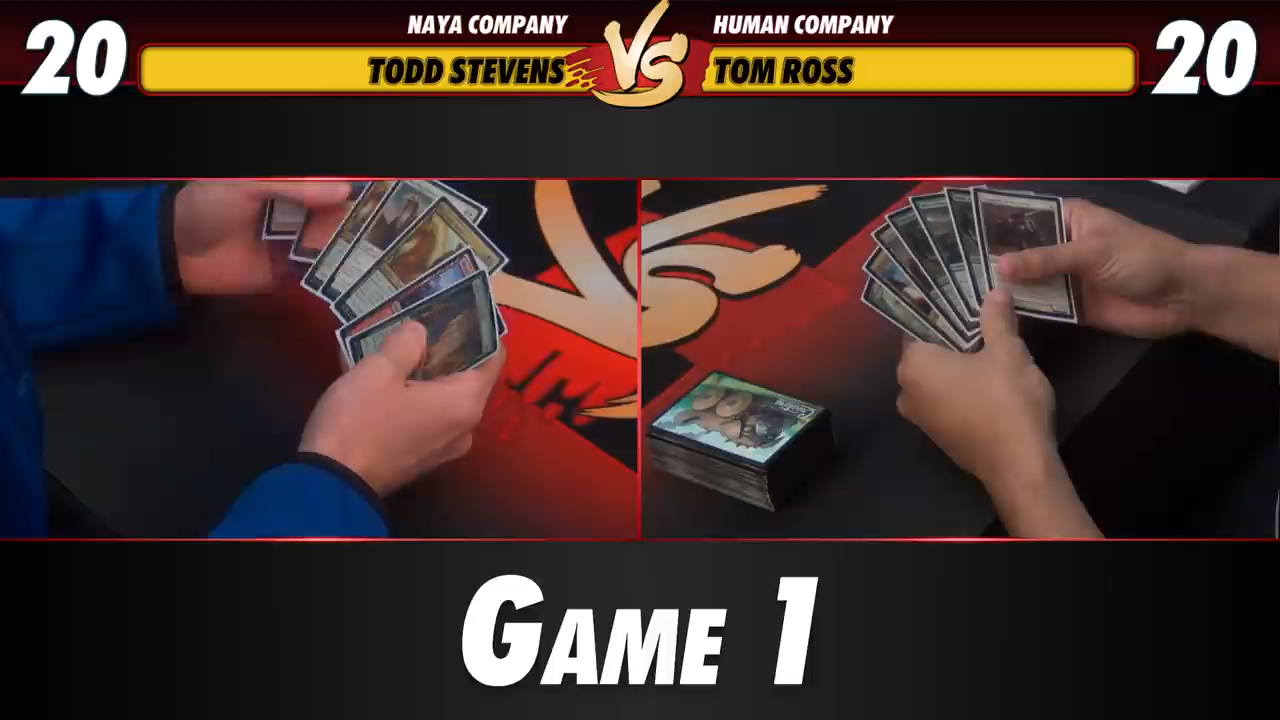 NAYA COMPANY
HUMAN COMPANY
20
TODD STEVENS
VS
TOM ROSS
20
GAME 1